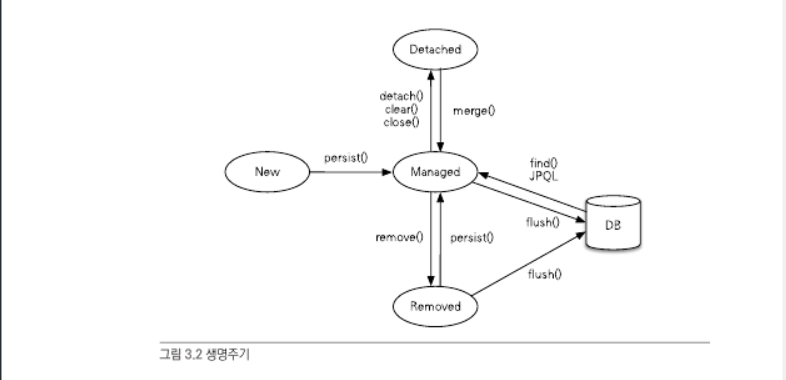 Detached
detach()
clear()
close()
merge()
New
persist()
Managed
find()
JPQL
flush()
DB
remove()
persist()
flush()
Removed
그림 3.2 생명주기